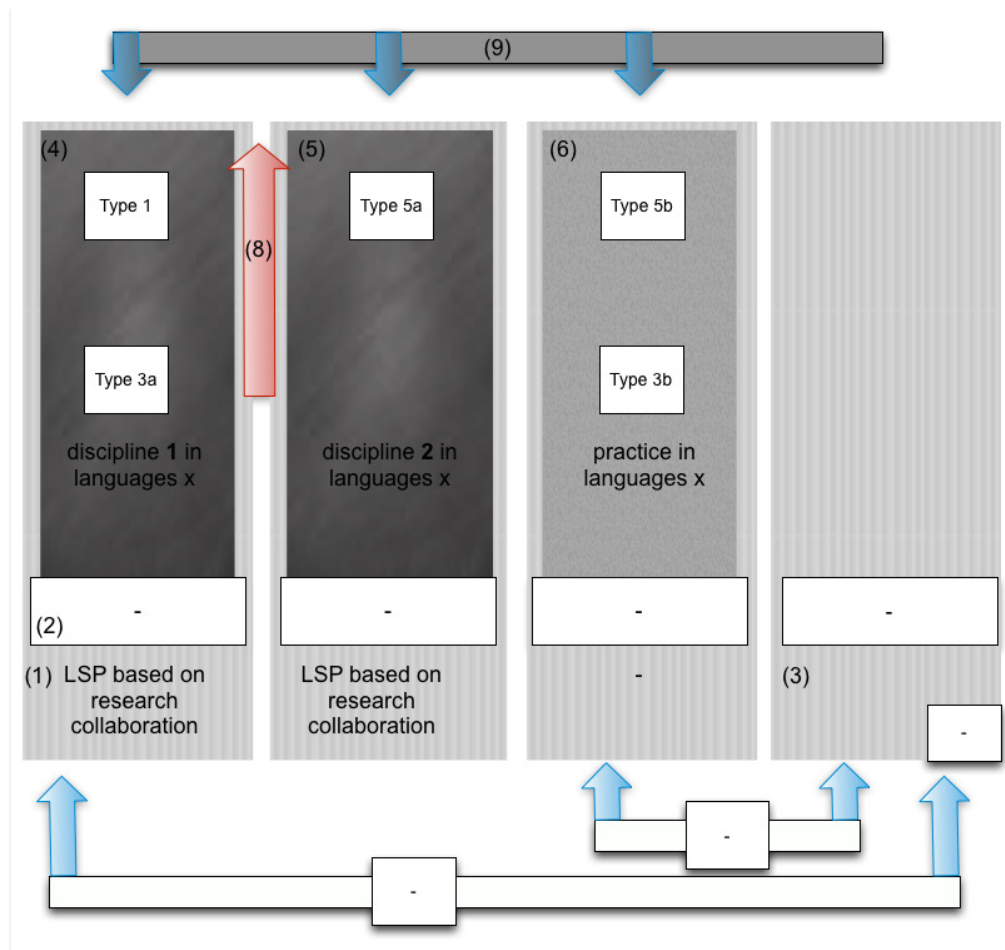 (9)
(4)
(5)
(6)
Type 1
Type 5a
Type 5b
(8)
Type 3a
Type 3b
discipline 1 in
languages x
discipline 2 in
languages x
practice in
languages x
-
-
-
-
(2)
(1)
LSP based on
research
collaboration
LSP based on
research
collaboration
-
(3)
-
-
-